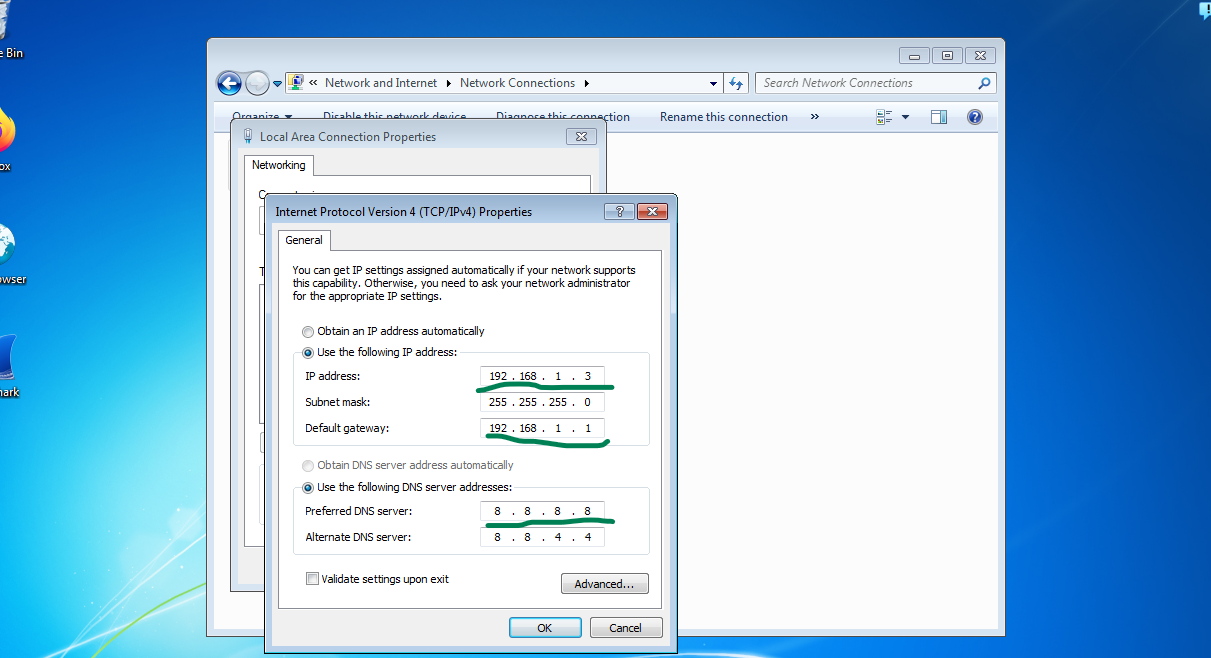 e Bin
ox
owser
nark
« Network and Internet ▸ Network Connections ▸
Search Network Connections
Organize Disable this network device Diagnose this connection Rename this connection »
Local Area Connection Properties
Networking
Internet Protocol Version 4 (TCP/IPv4) Properties
General
You can get IP settings assigned automatically if your network supports
this capability. Otherwise, you need to ask your network administrator
for the appropriate IP settings.
Obtain an IP address automatically
Use the following IP address:
IP address: 192 . 168 . 1 . 3
Subnet mask: 255 . 255 . 255 . 0
Default gateway: 192 . 168 . 1 . 1
Obtain DNS server address automatically
Use the following DNS server addresses:
Preferred DNS server: 8 . 8 . 8 . 8
Alternate DNS server: 8 . 8 . 4 . 4
Validate settings upon exit
Advanced...
OK Cancel